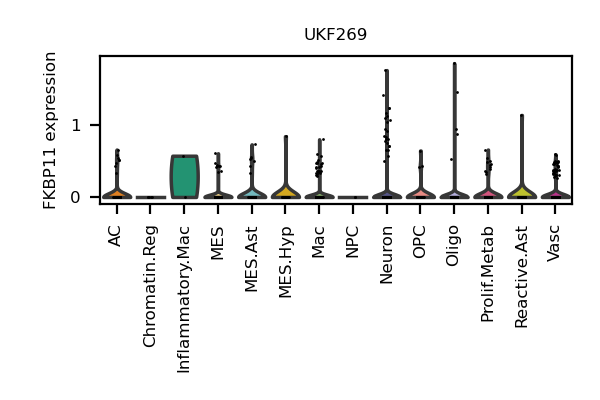 UKF269
FKBP11 expression
1
0
AC
Chromatin.Reg
Inflammatory.Mac
MES
MES.Ast
MES.Hyp
Mac
NPC
Neuron
OPC
Oligo
Prolif.Metab
Reactive.Ast
Vasc